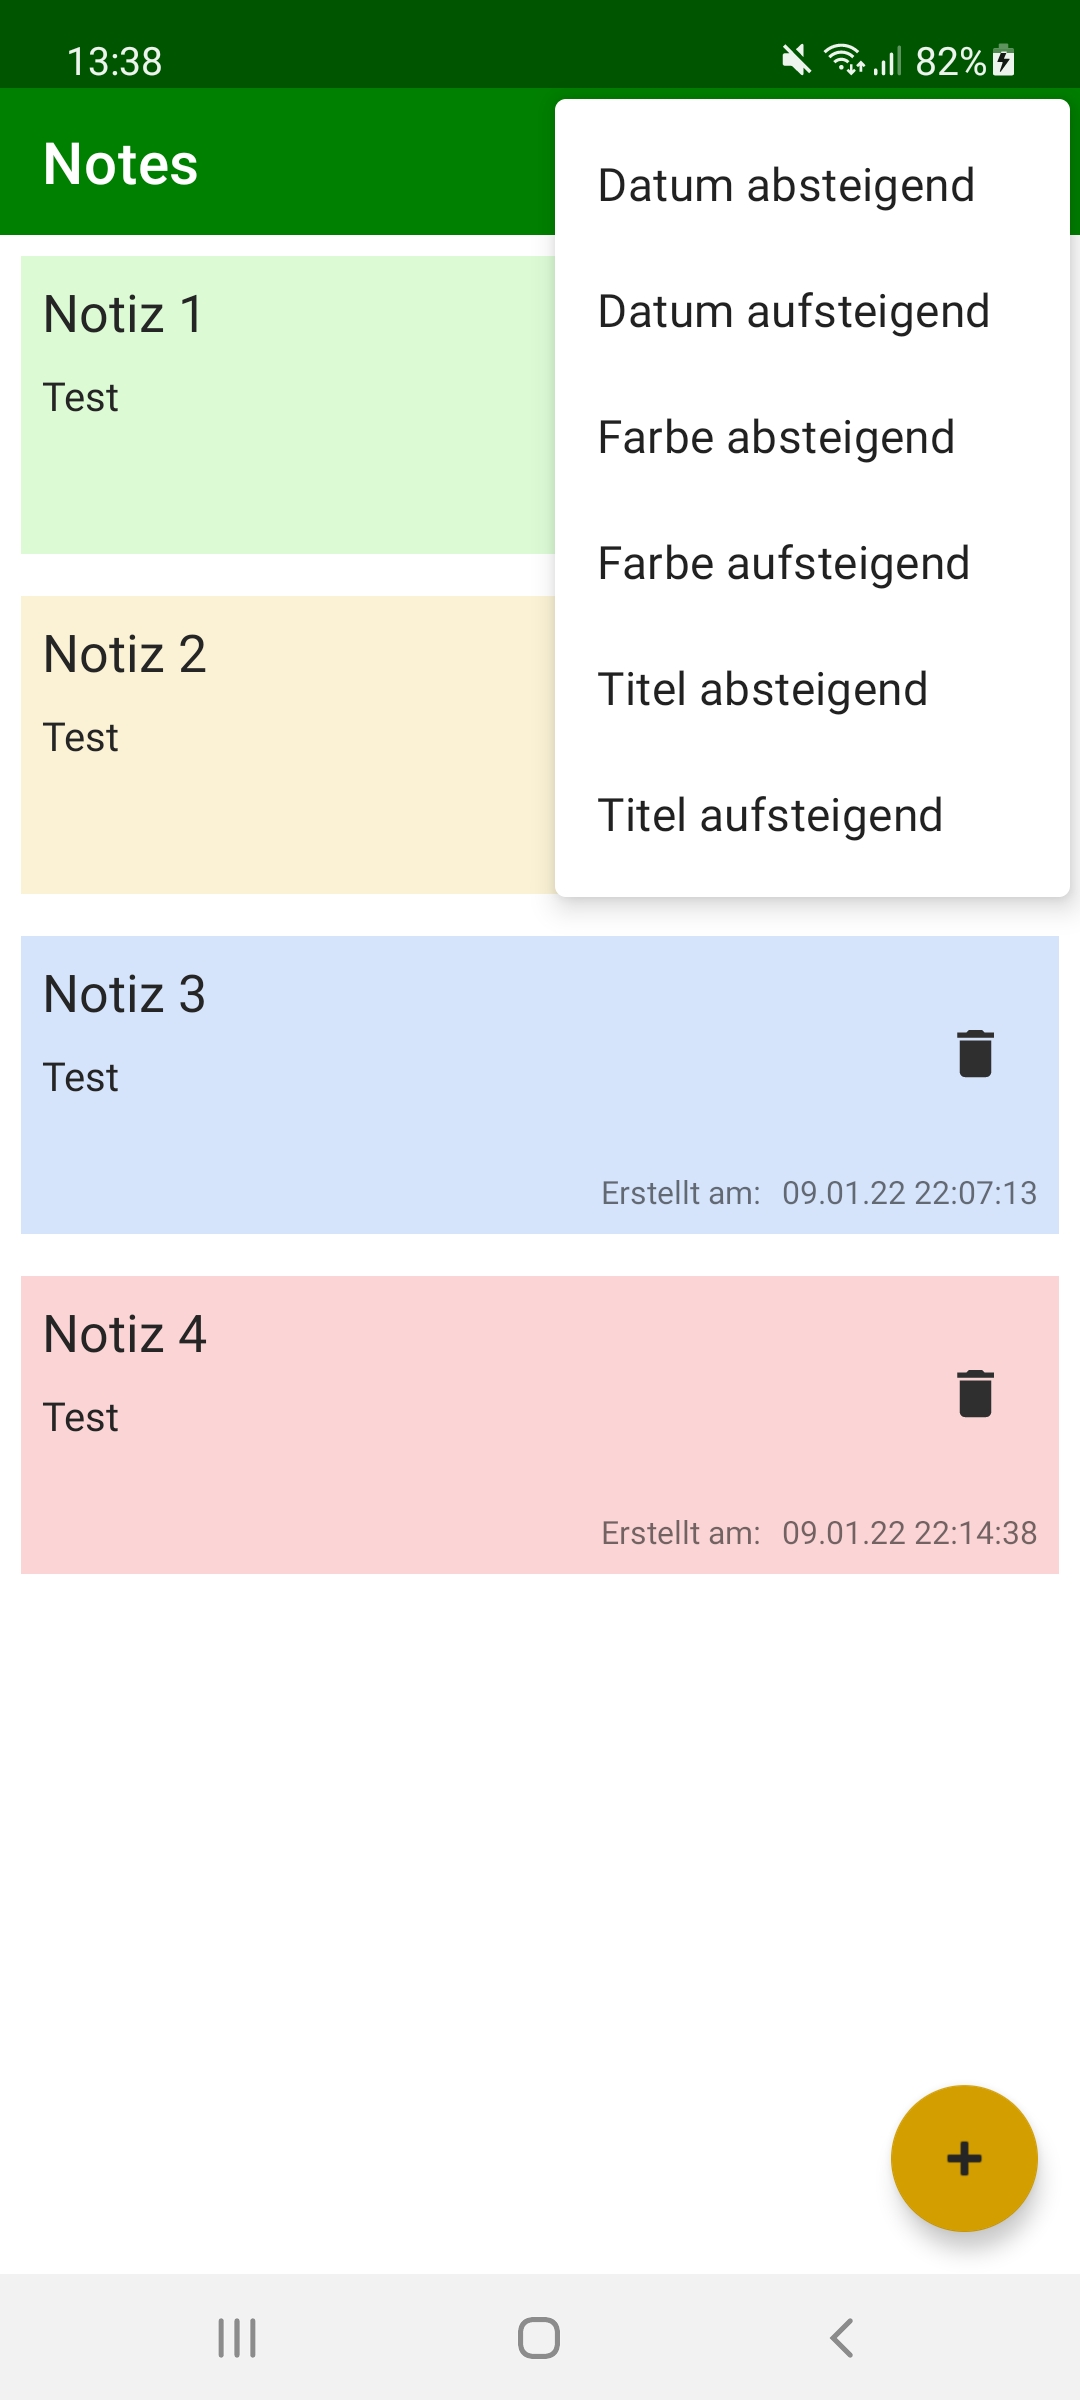 13:38
82%
Notes
Datum absteigend
Datum aufsteigend
Farbe absteigend
Farbe aufsteigend
Titel absteigend
Titel aufsteigend
Notiz 1
Test
Notiz 2
Test
Notiz 3
Test
Erstellt am: 09.01.22 22:07:13
Notiz 4
Test
Erstellt am: 09.01.22 22:14:38